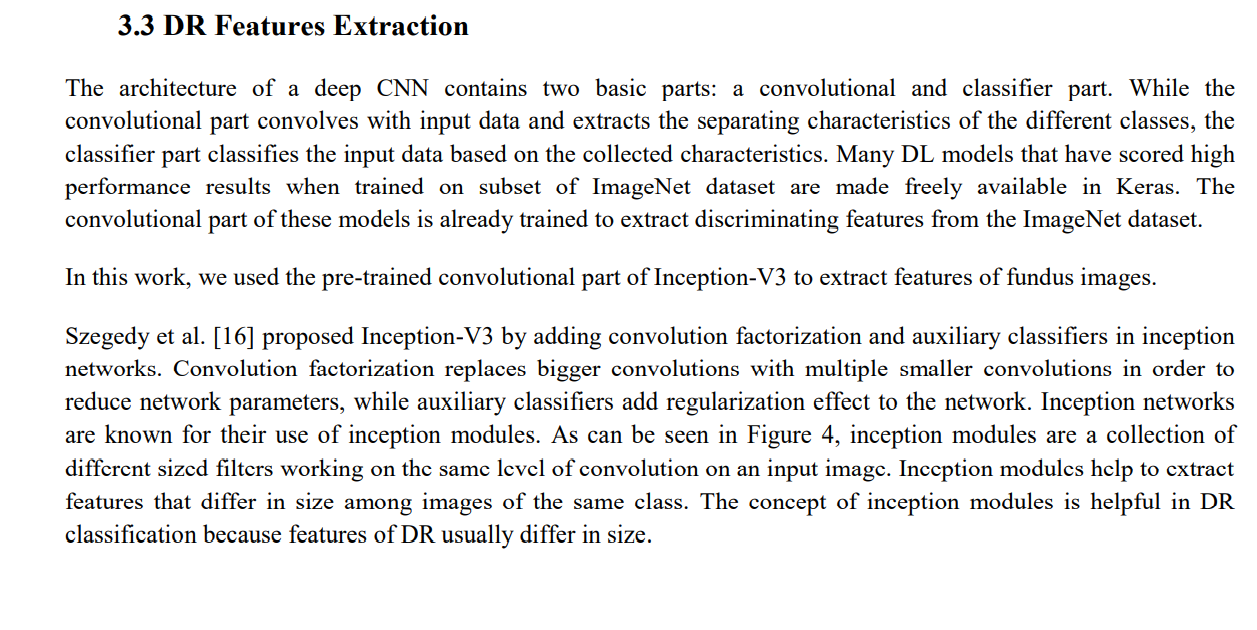 3.3 DR Features Extraction
The architecture of a deep CNN contains two basic parts: a convolutional and classifier part. While the
convolutional part convolves with input data and extracts the separating characteristics of the different classes, the
classifier part classifies the input data based on the collected characteristics. Many DL models that have scored high
performance results when trained on subset of ImageNet dataset are made freely available in Keras. The
convolutional part of these models is already trained to extract discriminating features from the ImageNet dataset.
In this work, we used the pre-trained convolutional part of Inception-V3 to extract features of fundus images.
Szegedy et al. [16] proposed Inception-V3 by adding convolution factorization and auxiliary classifiers in inception
networks. Convolution factorization replaces bigger convolutions with multiple smaller convolutions in order to
reduce network parameters, while auxiliary classifiers add regularization effect to the network. Inception networks
are known for their use of inception modules. As can be seen in Figure 4, inception modules are a collection of
different sized filters working on the same level of convolution on an input image. Inception modules help to extract
features that differ in size among images of the same class. The concept of inception modules is helpful in DR
classification because features of DR usually differ in size.